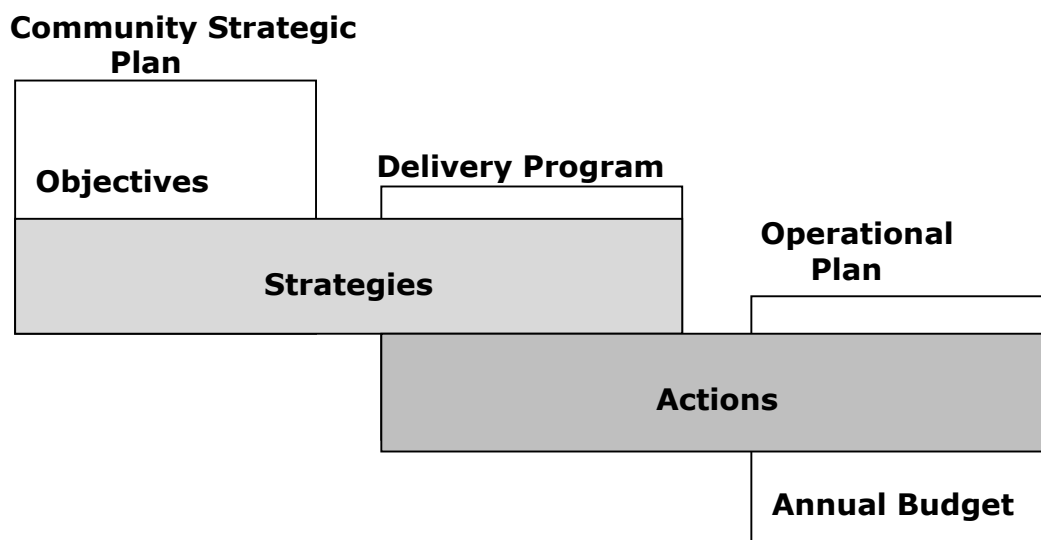 Community Strategic
Plan
Objectives
Delivery Program
Strategies
Operational
Plan
Actions
Annual Budget